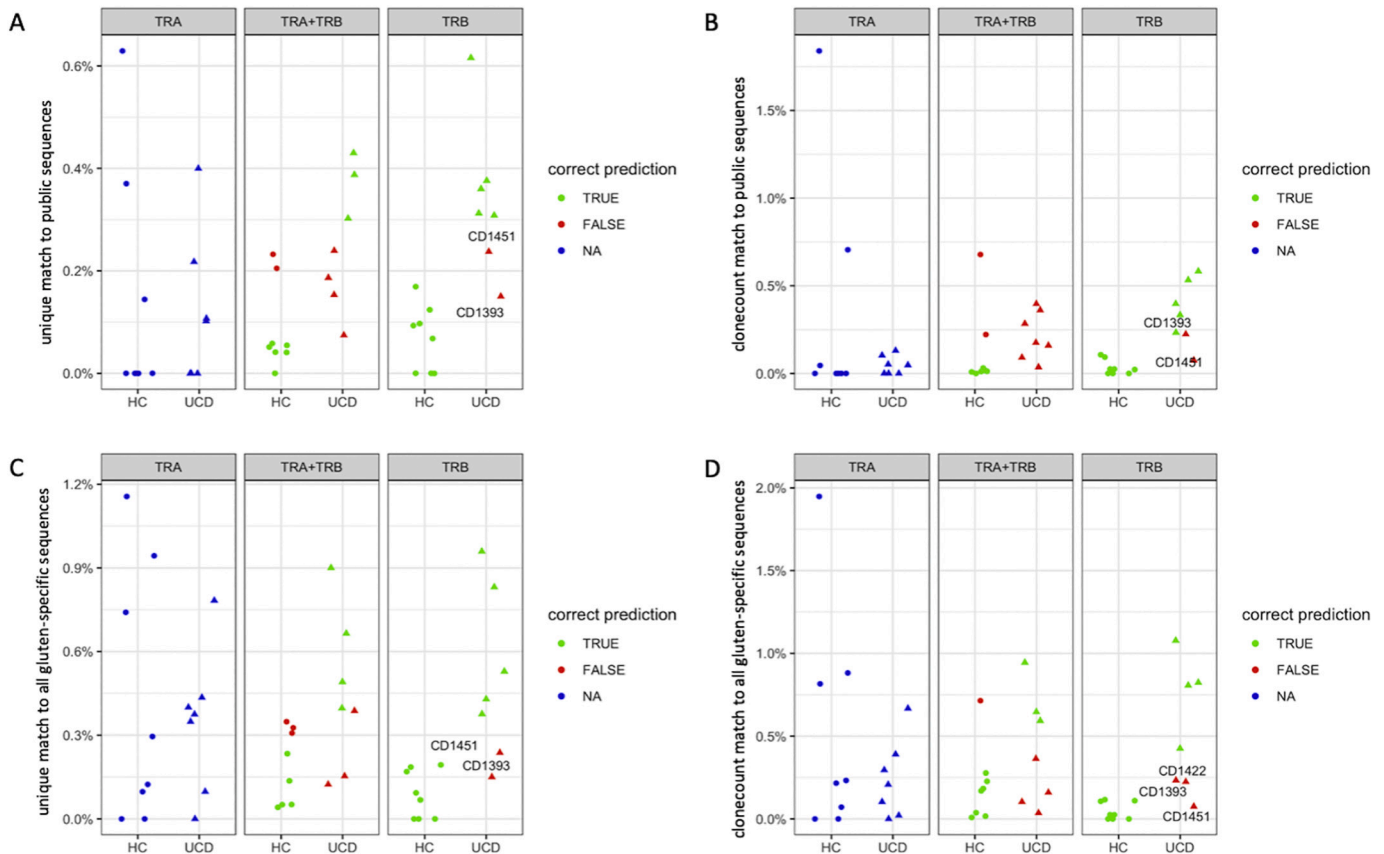 A
TRA
TRA+TRB
TRB
unique match to public sequences
0.6%
0.4%
0.2%
0.0%
CD1451
CD1393
HC
UCD
HC
UCD
HC
UCD
correct prediction
TRUE
FALSE
NA
B
TRA
TRA+TRB
TRB
clonecount match to public sequences
1.5%
1.0%
0.5%
0.0%
CD1393
CD1451
HC
UCD
HC
UCD
HC
UCD
correct prediction
TRUE
FALSE
NA
C
TRA
TRA+TRB
TRB
unique match to all gluten-specific sequences
1.2%
0.9%
0.6%
0.3%
0.0%
CD1451
CD1393
HC
UCD
HC
UCD
HC
UCD
correct prediction
TRUE
FALSE
NA
D
TRA
TRA+TRB
TRB
clonecount match to all gluten-specific sequences
2.0%
1.5%
1.0%
0.5%
0.0%
CD1422
CD1393
CD1451
HC
UCD
HC
UCD
HC
UCD
correct prediction
TRUE
FALSE
NA